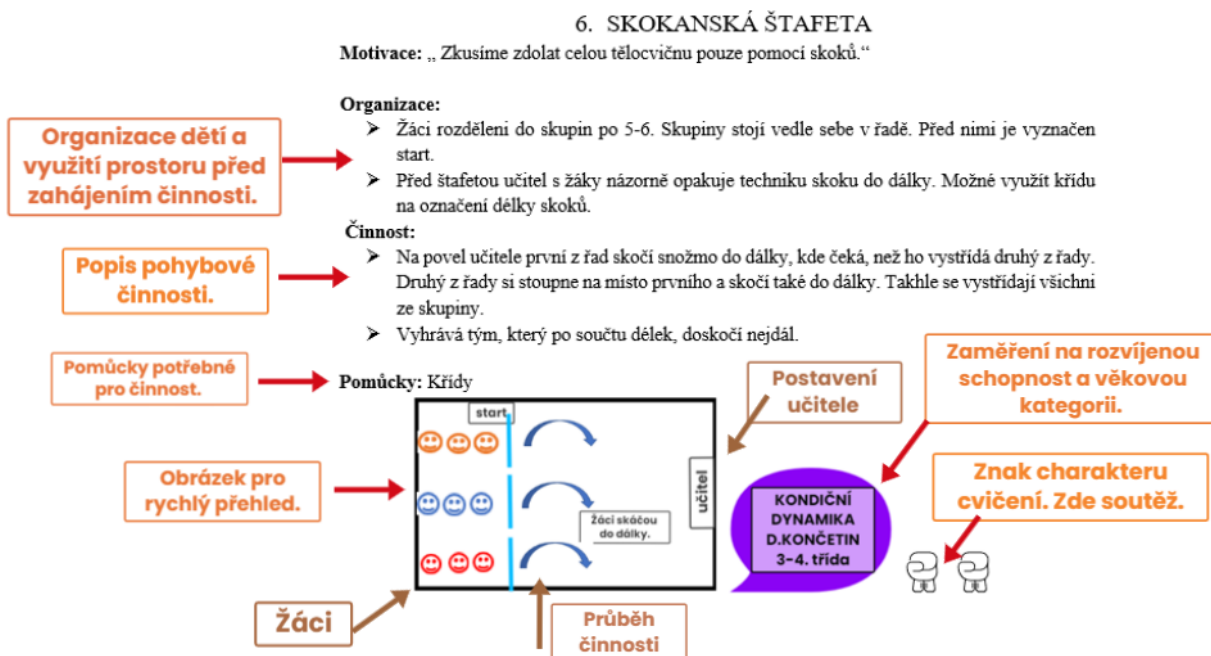 6. SKOKANSKÁ ŠTAFETA
Motivace: „ Zkusíme zdolat celou tělocvičnu pouze pomocí skoků.“
Organizace:
➢ Žáci rozděleni do skupin po 5-6. Skupiny stojí vedle sebe v řadě. Před nimi je vyznačen
start.
➢ Před štafetou učitel s žáky názorně opakuje techniku skoku do dálky. Možné využít křídu
na označení délky skoků.
Činnost:
➢ Na povel učitele první z řad skočí snožmo do dálky, kde čeká, než ho vystřídá druhý z řady.
Druhý z řady si stoupne na místo prvního a skočí také do dálky. Takhle se vystřídají všichni
ze skupiny.
➢ Vyhrává tým, který po součtu délek, doskočí nejdál.
Pomůcky: Křídy
Organizace dětí a
využití prostoru před
zahájením činnosti.
Popis pohybové
činnosti.
Pomůcky potřebné
pro činnost.
Obrázek pro
rychlý přehled.
Žáci
start
Žáci skáčou
do dálky.
učitel
Průběh
činnosti
Postavení
učitele
Zaměření na rozvíjenou
schopnost a věkovou
kategorii.
KONDIČNÍ
DYNAMIKA
D.KONČETIN
3-4. třída
Znak charakteru
cvičení. Zde soutěž.